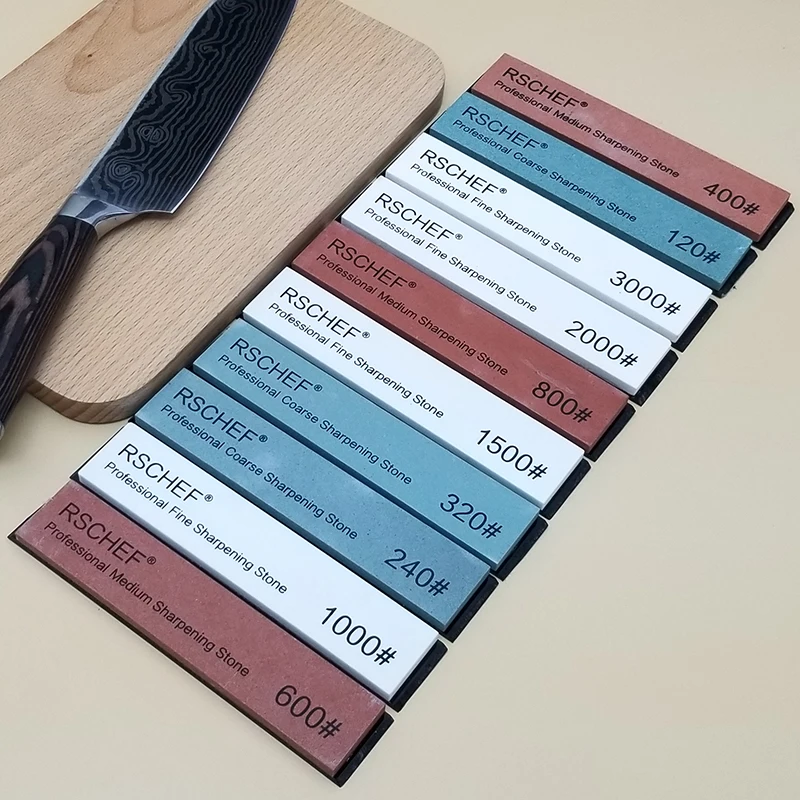 RSCHEF®
Professional Medium Sharpening Stone
400#
RSCHEF®
Professional Coarse Sharpening Stone
120#
RSCHEF®
Professional Fine Sharpening Stone
3000#
RSCHEF®
Professional Fine Sharpening Stone
2000#
RSCHEF®
Professional Medium Sharpening Stone
800#
RSCHEF®
Professional Fine Sharpening Stone
1500#
RSCHEF®
Professional Coarse Sharpening Stone
320#
RSCHEF®
Professional Coarse Sharpening Stone
240#
RSCHEF®
Professional Fine Sharpening Stone
1000#
RSCHEF®
Professional Medium Sharpening Stone
600#